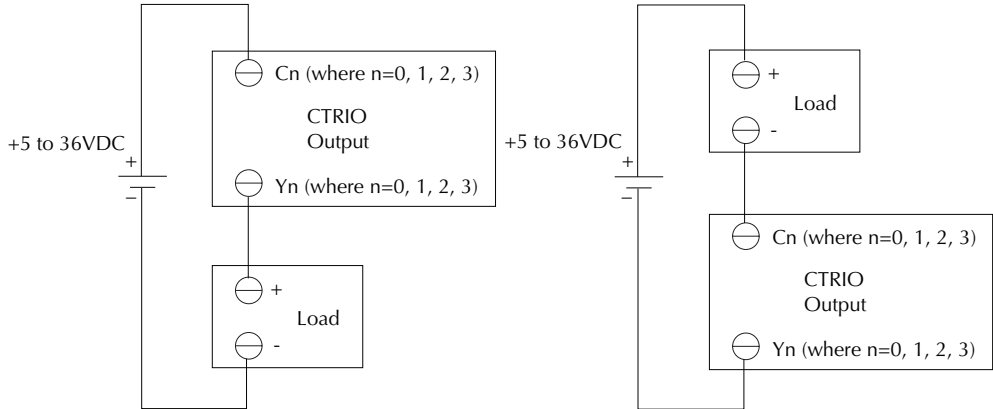 Cn (where n=0, 1, 2, 3)
CTRIO
Output
+5 to 36VDC
+
−
Yn (where n=0, 1, 2, 3)
+
Load
-
+
Load
-
+5 to 36VDC
+
−
Cn (where n=0, 1, 2, 3)
CTRIO
Output
Yn (where n=0, 1, 2, 3)